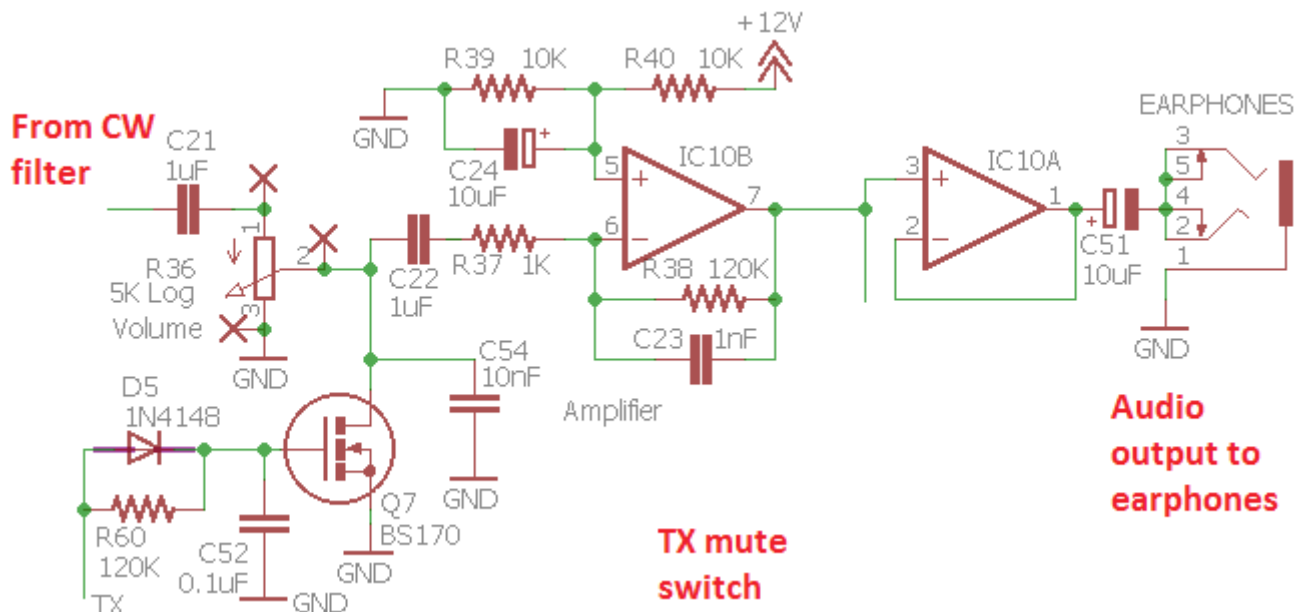 +12V
R39 10K
R40 10K
GND
EARPHONES
From CW
filter
C21
1uF
C24
10uF
+
IC10B
5
+
6
−
7
IC10A
3
+
2
−
1
+
C51
10uF
3
5
4
2
1
GND
1
2
3
R36
5K Log
Volume
GND
C22
1uF
R37 1K
R38 120K
C23 1nF
C54
10nF
GND
Amplifier
D5
1N4148
R60
120K
TX
C52
0.1uF
GND
Q7
BS170
GND
TX mute
switch
Audio
output to
earphones